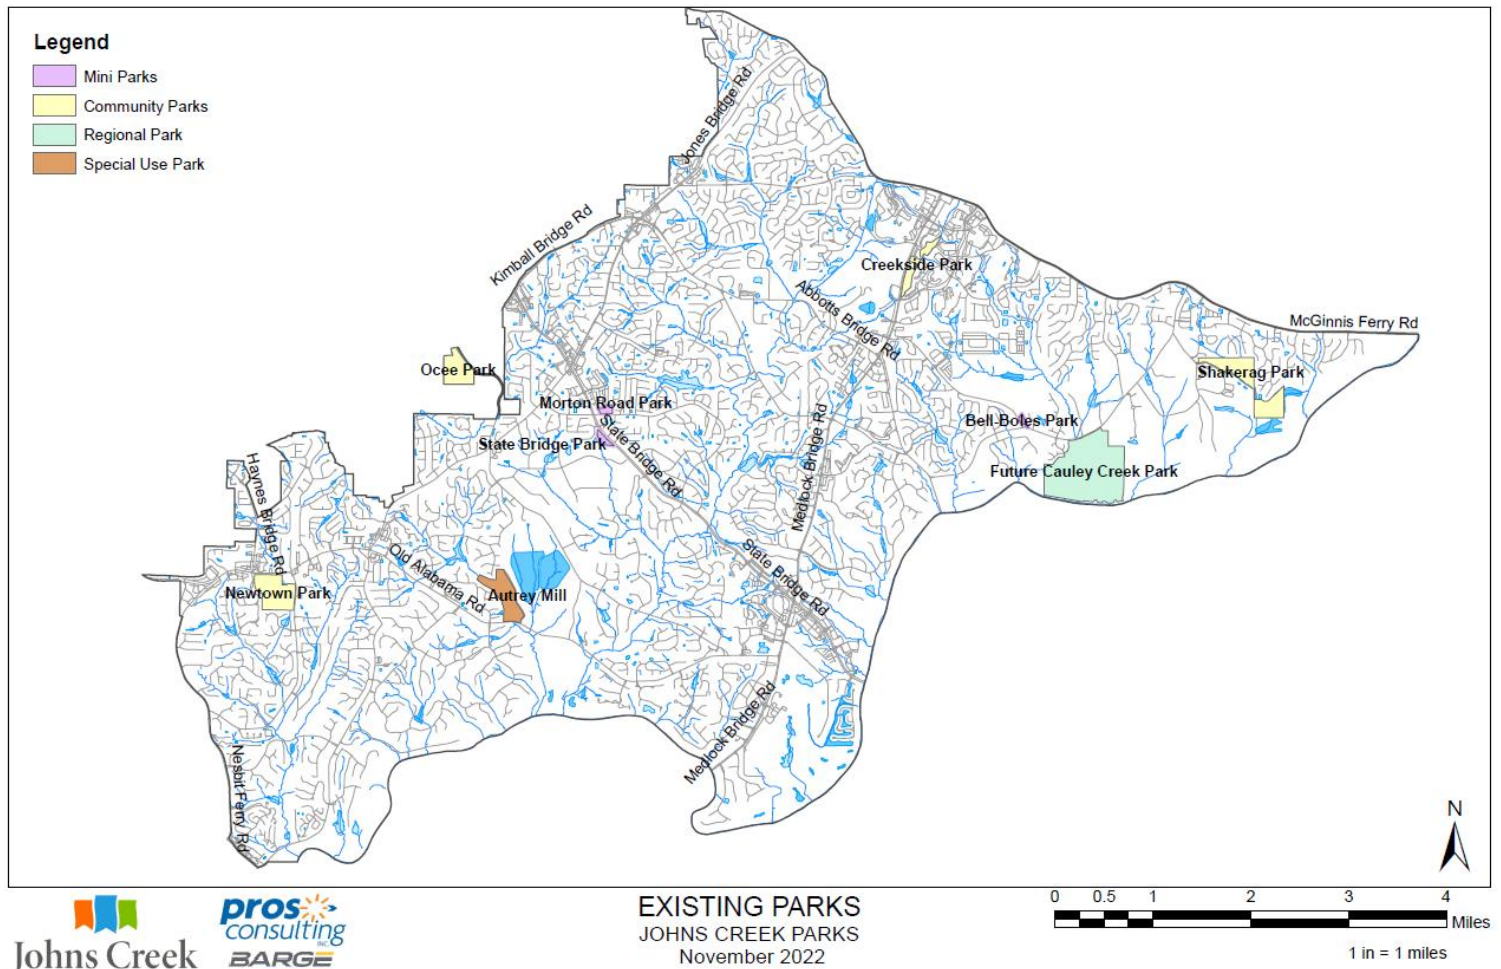 Legend
Mini Parks
Community Parks
Regional Park
Special Use Park
Jones Bridge Rd
Kimball Bridge Rd
Creekside Park
Abbotts Bridge Rd
McGinnis Ferry Rd
Ocee Park
Shakerag Park
Morton Road Park
Bell-Boles Park
State Bridge Park
State Bridge Rd
Medlock Bridge Rd
Future Cauley Creek Park
Haynes Bridge Rd
Old Alabama Rd
State Bridge Rd
Newtown Park
Autrey Mill
Medlock Bridge Rd
Nesbit Ferry Rd
N
Johns Creek
pros
consulting
INC.
BARGE
EXISTING PARKS
JOHNS CREEK PARKS
November 2022
0 0.5 1 2 3 4
Miles
1 in = 1 miles